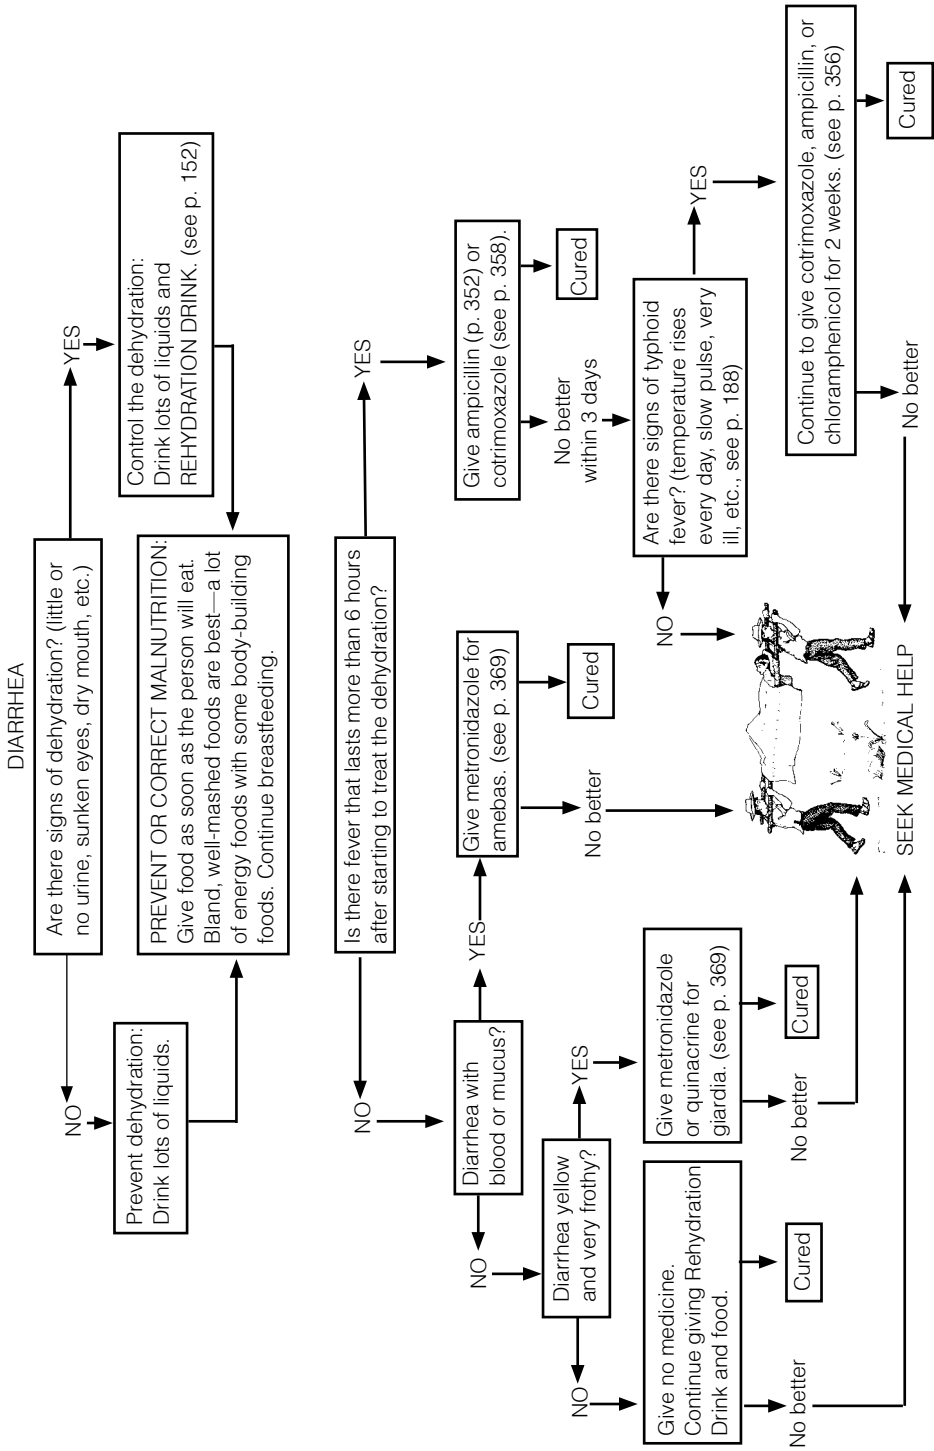 DIARRHEA
Are there signs of dehydration? (little or
no urine, sunken eyes, dry mouth, etc.)
NO
YES
Prevent dehydration:
Drink lots of liquids.
Control the dehydration:
Drink lots of liquids and
REHYDRATION DRINK. (see p. 152)
PREVENT OR CORRECT MALNUTRITION:
Give food as soon as the person will eat.
Bland, well-mashed foods are best—a lot
of energy foods with some body-building
foods. Continue breastfeeding.
Is there fever that lasts more than 6 hours
after starting to treat the dehydration?
NO
YES
Diarrhea with
blood or mucus?
YES
Give metronidazole for
amebas. (see p. 369)
No better
Cured
Give ampicillin (p. 352) or
cotrimoxazole (see p. 358).
No better
within 3 days
Cured
NO
Diarrhea yellow
and very frothy?
YES
NO
Give no medicine.
Continue giving Rehydration
Drink and food.
No better
Cured
Give metronidazole
or quinacrine for
giardia. (see p. 369)
No better
Cured
Are there signs of typhoid
fever? (temperature rises
every day, slow pulse, very
ill, etc., see p. 188)
NO
YES
Continue to give cotrimoxazole, ampicillin, or
chloramphenicol for 2 weeks. (see p. 356)
No better
Cured
SEEK MEDICAL HELP